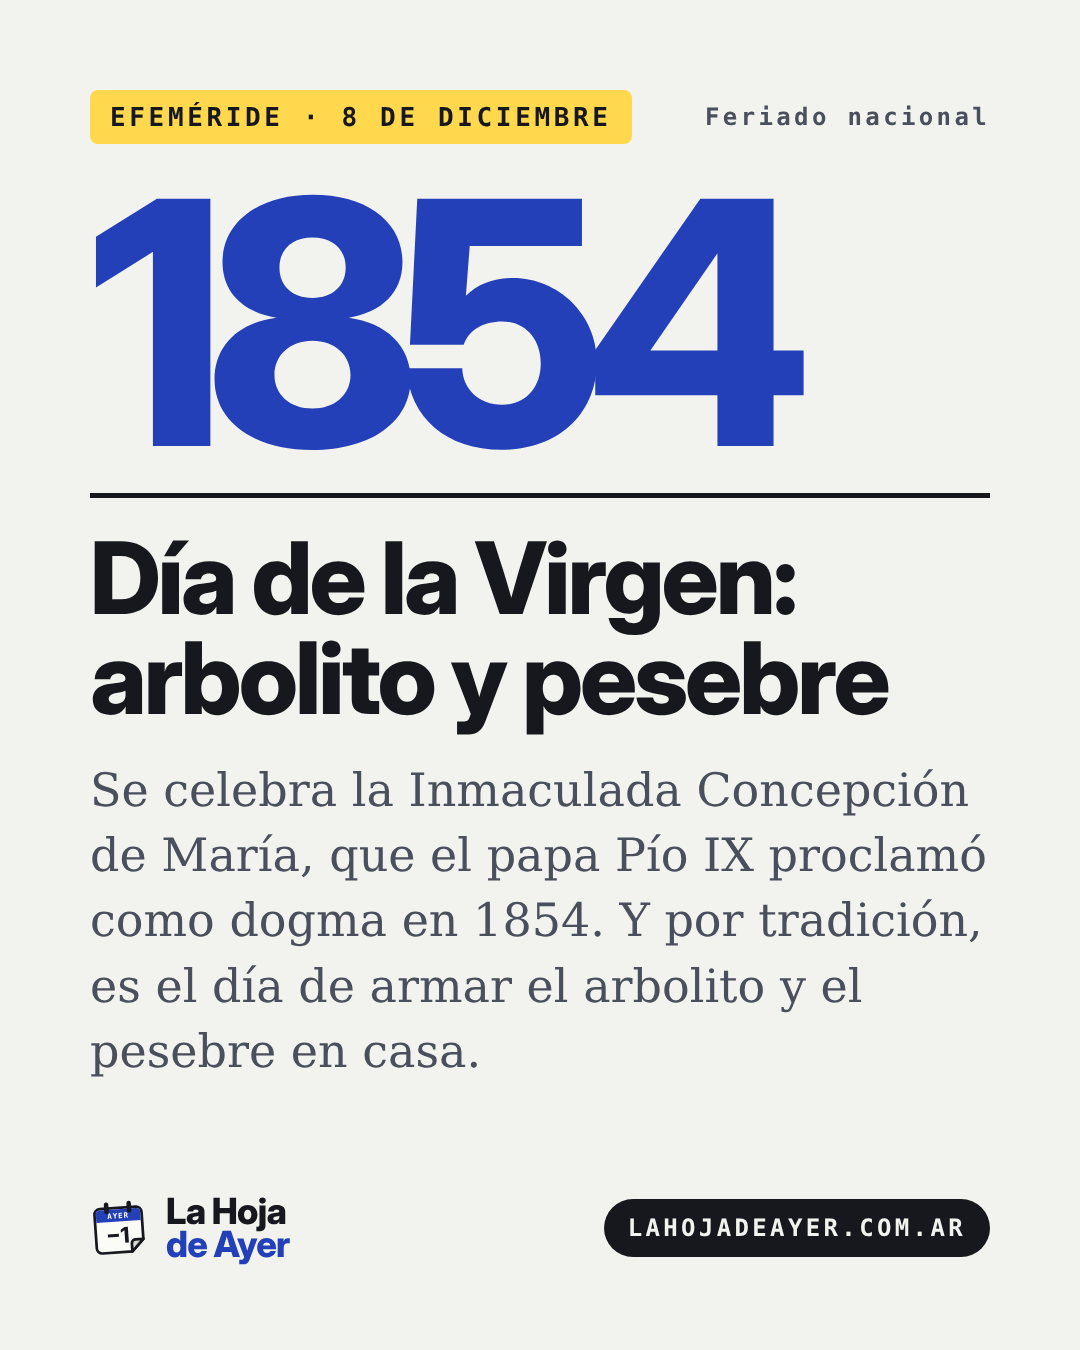 EFEMÉRIDE · 8 DE DICIEMBRE
Feriado nacional
1854
Día de la Virgen:
arbolito y pesebre
Se celebra la Inmaculada Concepción
de María, que el papa Pío IX proclamó
como dogma en 1854. Y por tradición,
es el día de armar el arbolito y el
pesebre en casa.
AYER
−1
La Hoja
de Ayer
LAHOJADEAYER.COM.AR